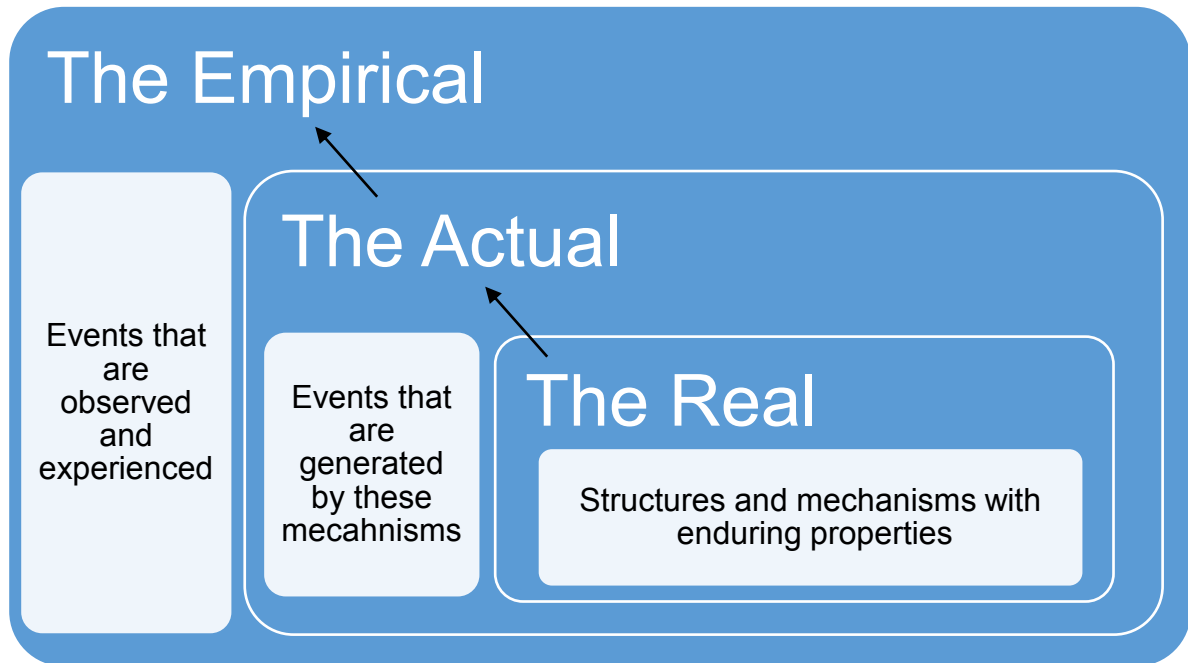 The Empirical
Events that
are
observed
and
experienced
The Actual
Events that
are
generated
by these
mecahnisms
The Real
Structures and mechanisms with
enduring properties